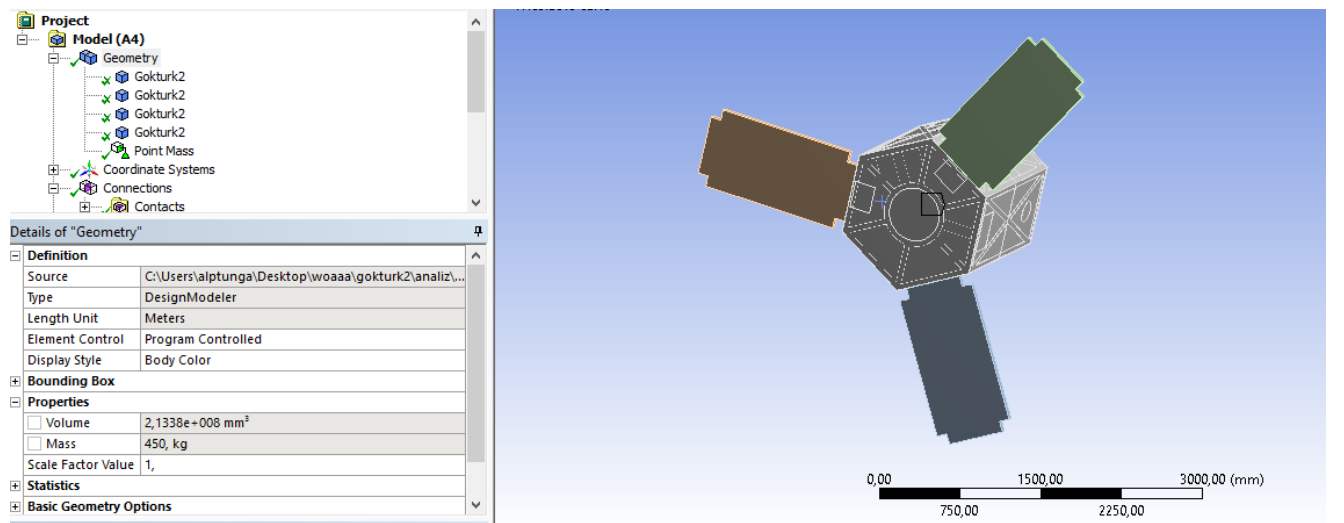 Project
Model (A4)
Geometry
Gokturk2
Gokturk2
Gokturk2
Gokturk2
Point Mass
Coordinate Systems
Connections
Contacts
Details of "Geometry"
Definition
Source C:\Users\alptunga\Desktop\woaaa\gokturk2\analiz\...
Type DesignModeler
Length Unit Meters
Element Control Program Controlled
Display Style Body Color
Bounding Box
Properties
Volume 2,1338e+008 mm³
Mass 450, kg
Scale Factor Value 1,
Statistics
Basic Geometry Options
0,00 1500,00 3000,00 (mm)
750,00 2250,00